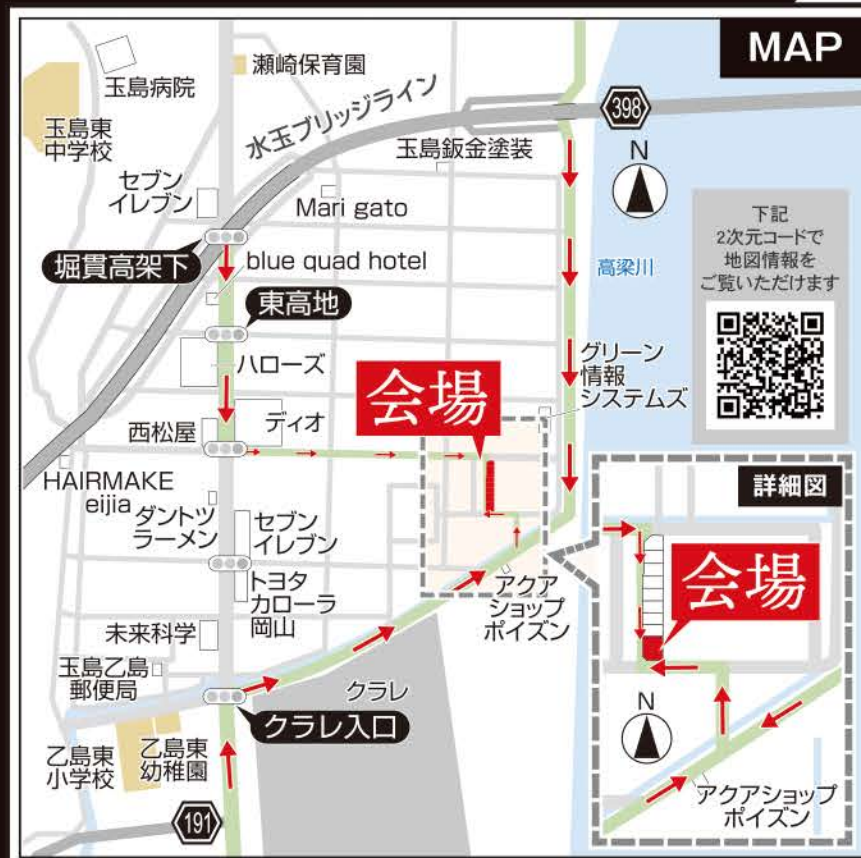 MAP
瀬崎保育園
玉島病院
398
水玉ブリッジライン
玉島東
中学校
玉島鈑金塗装
N
セブン
イレブン
Mari gato
下記
2次元コードで
地図情報を
ご覧いただけます
堀貫高架下
blue quad hotel
高梁川
東高地
ハローズ
グリーン
情報
システムズ
会場
西松屋
ディオ
HAIRMAKE
eijia
詳細図
ダントツ
ラーメン
セブン
イレブン
会場
トヨタ
カローラ
岡山
アクア
ショップ
ポイズン
未来科学
玉島乙島
郵便局
クラレ
N
クラレ入口
乙島東
小学校
乙島東
幼稚園
アクアショップ
ポイズン
191